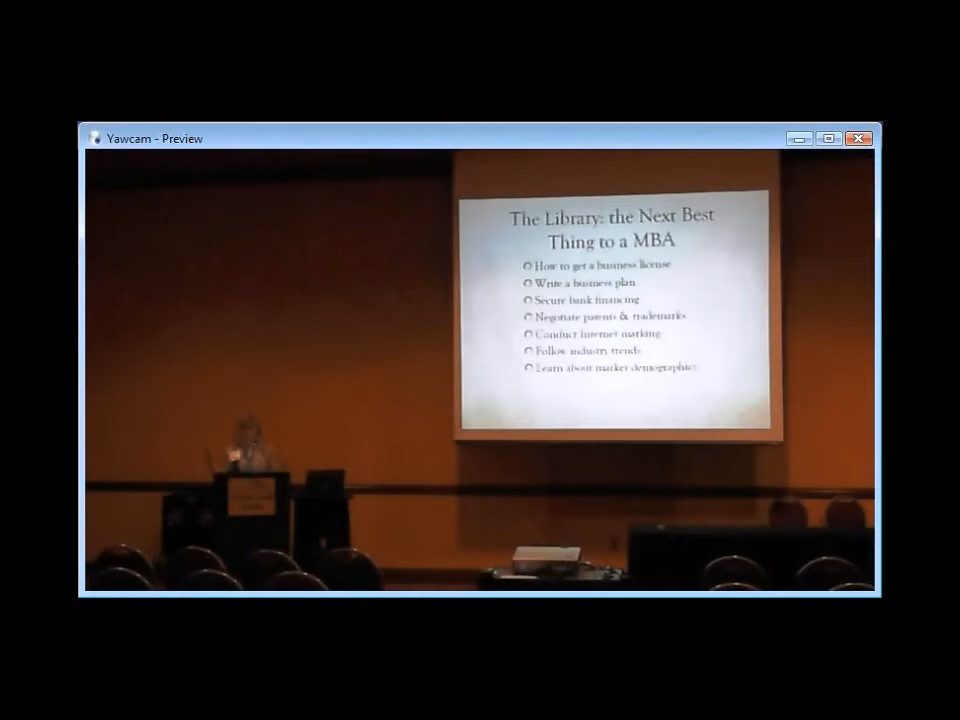 Yawcam - Preview
The Library: the Next Best
Thing to a MBA
How to get a business license
Write a business plan
Secure bank financing
Negotiate patents & trademarks
Conduct Internet marking
Follow industry trends
Learn about market demographics